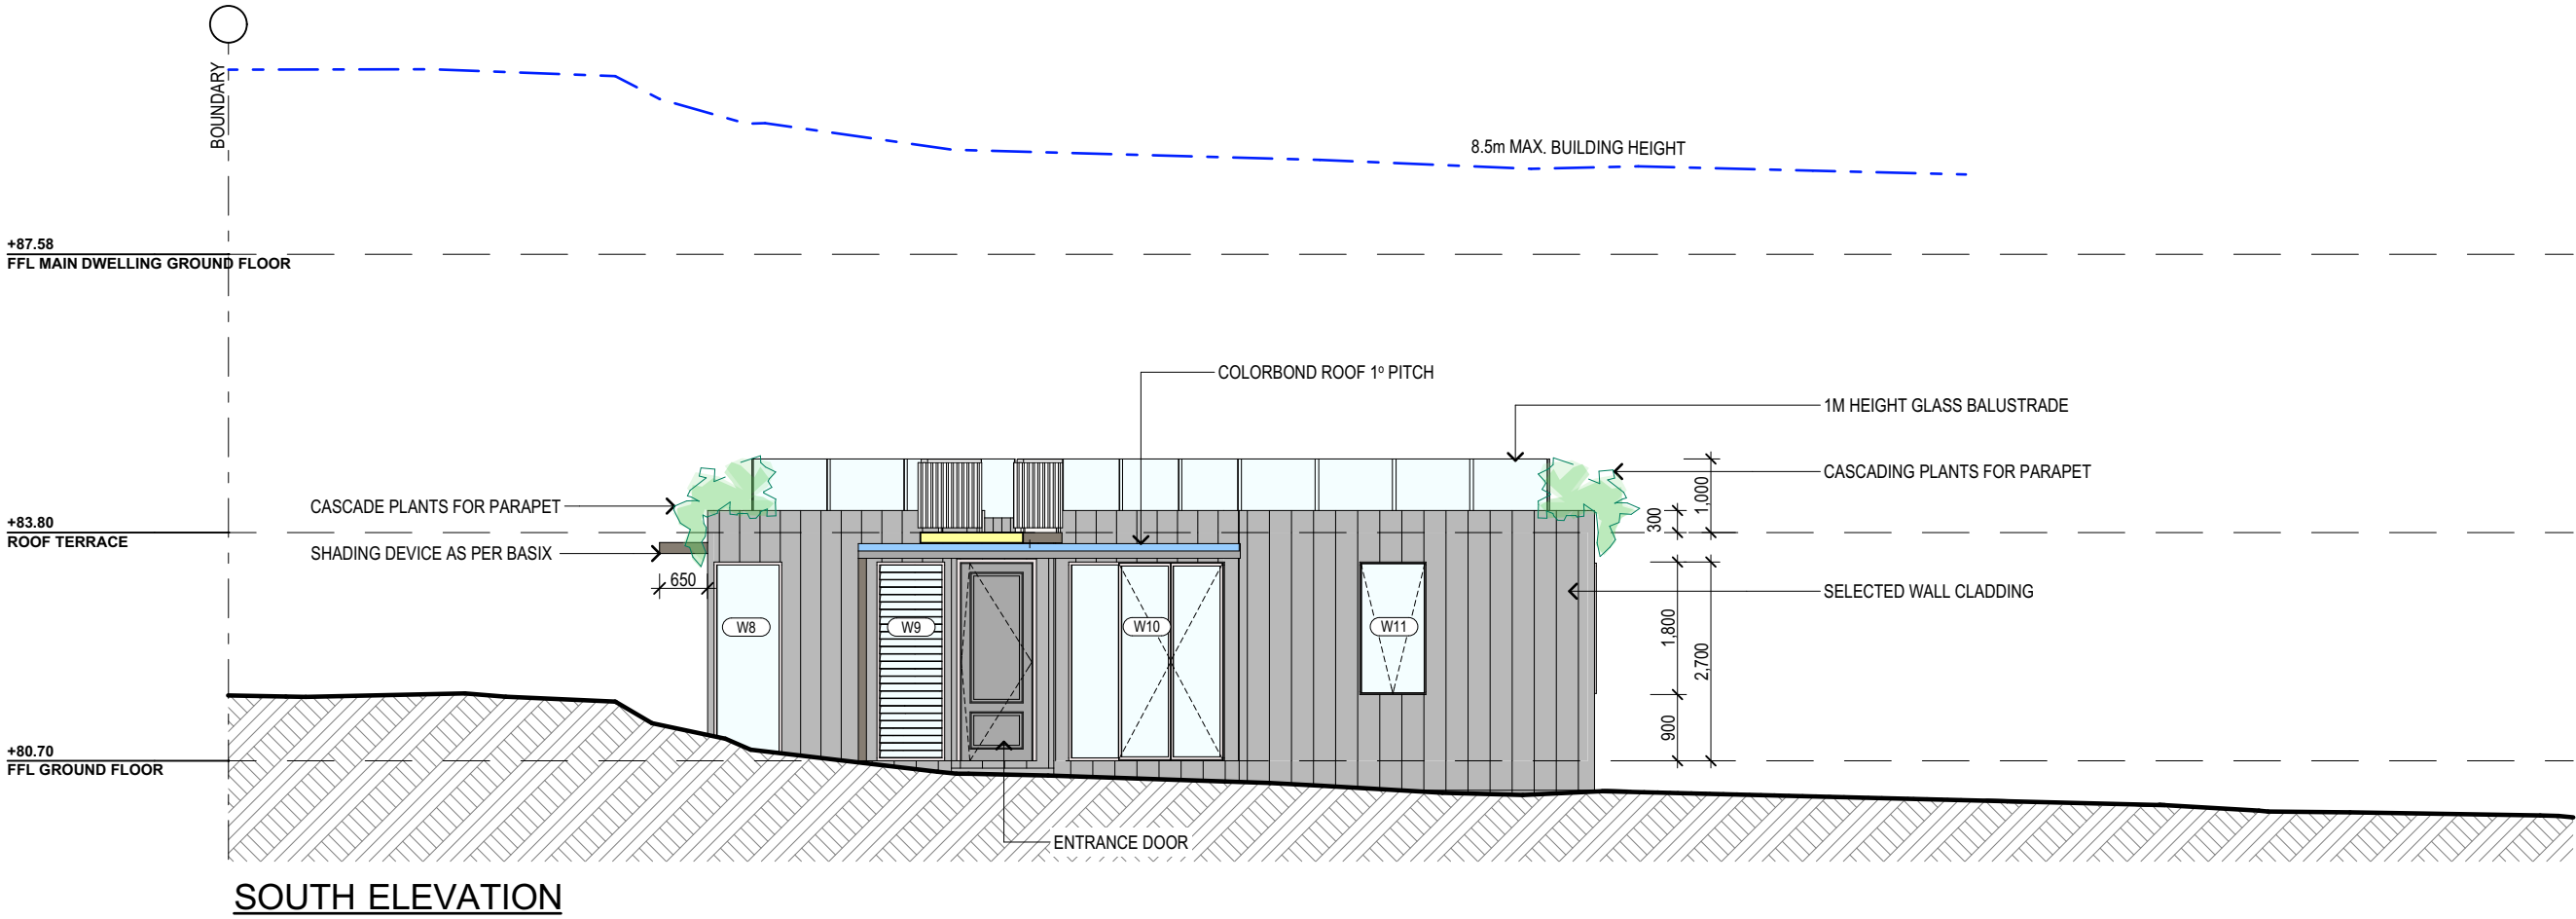 BOUNDARY
8.5m MAX. BUILDING HEIGHT
+87.58
FFL MAIN DWELLING GROUND FLOOR
COLORBOND ROOF 1º PITCH
1M HEIGHT GLASS BALUSTRADE
CASCADING PLANTS FOR PARAPET
CASCADE PLANTS FOR PARAPET
1,000
300
+83.80
ROOF TERRACE
SHADING DEVICE AS PER BASIX
650
SELECTED WALL CLADDING
W8
W9
W10
W11
1,800
2,700
900
+80.70
FFL GROUND FLOOR
ENTRANCE DOOR
SOUTH ELEVATION